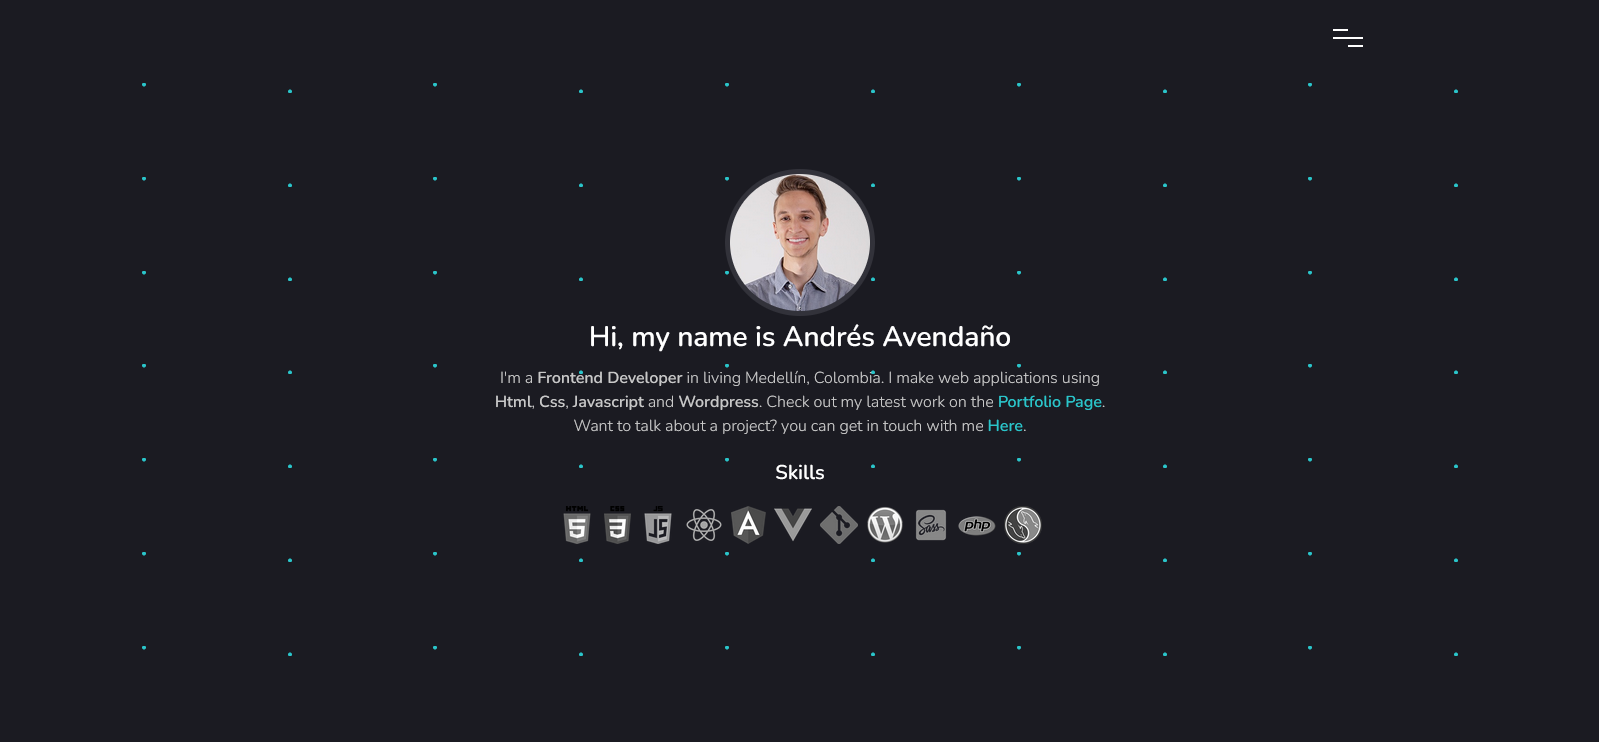 Hi, my name is Andrés Avendaño
I'm a Frontend Developer in living Medellín, Colombia. I make web applications using
Html, Css, Javascript and Wordpress. Check out my latest work on the Portfolio Page.
Want to talk about a project? you can get in touch with me Here.
Skills
HTML CSS JS
5 3 JS A W Sass php